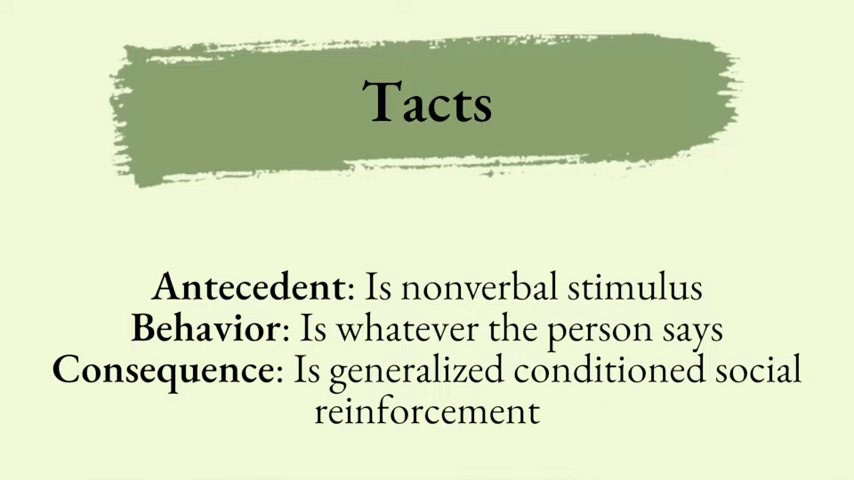 Tacts
Antecedent: Is nonverbal stimulus
Behavior: Is whatever the person says
Consequence: Is generalized conditioned social
reinforcement